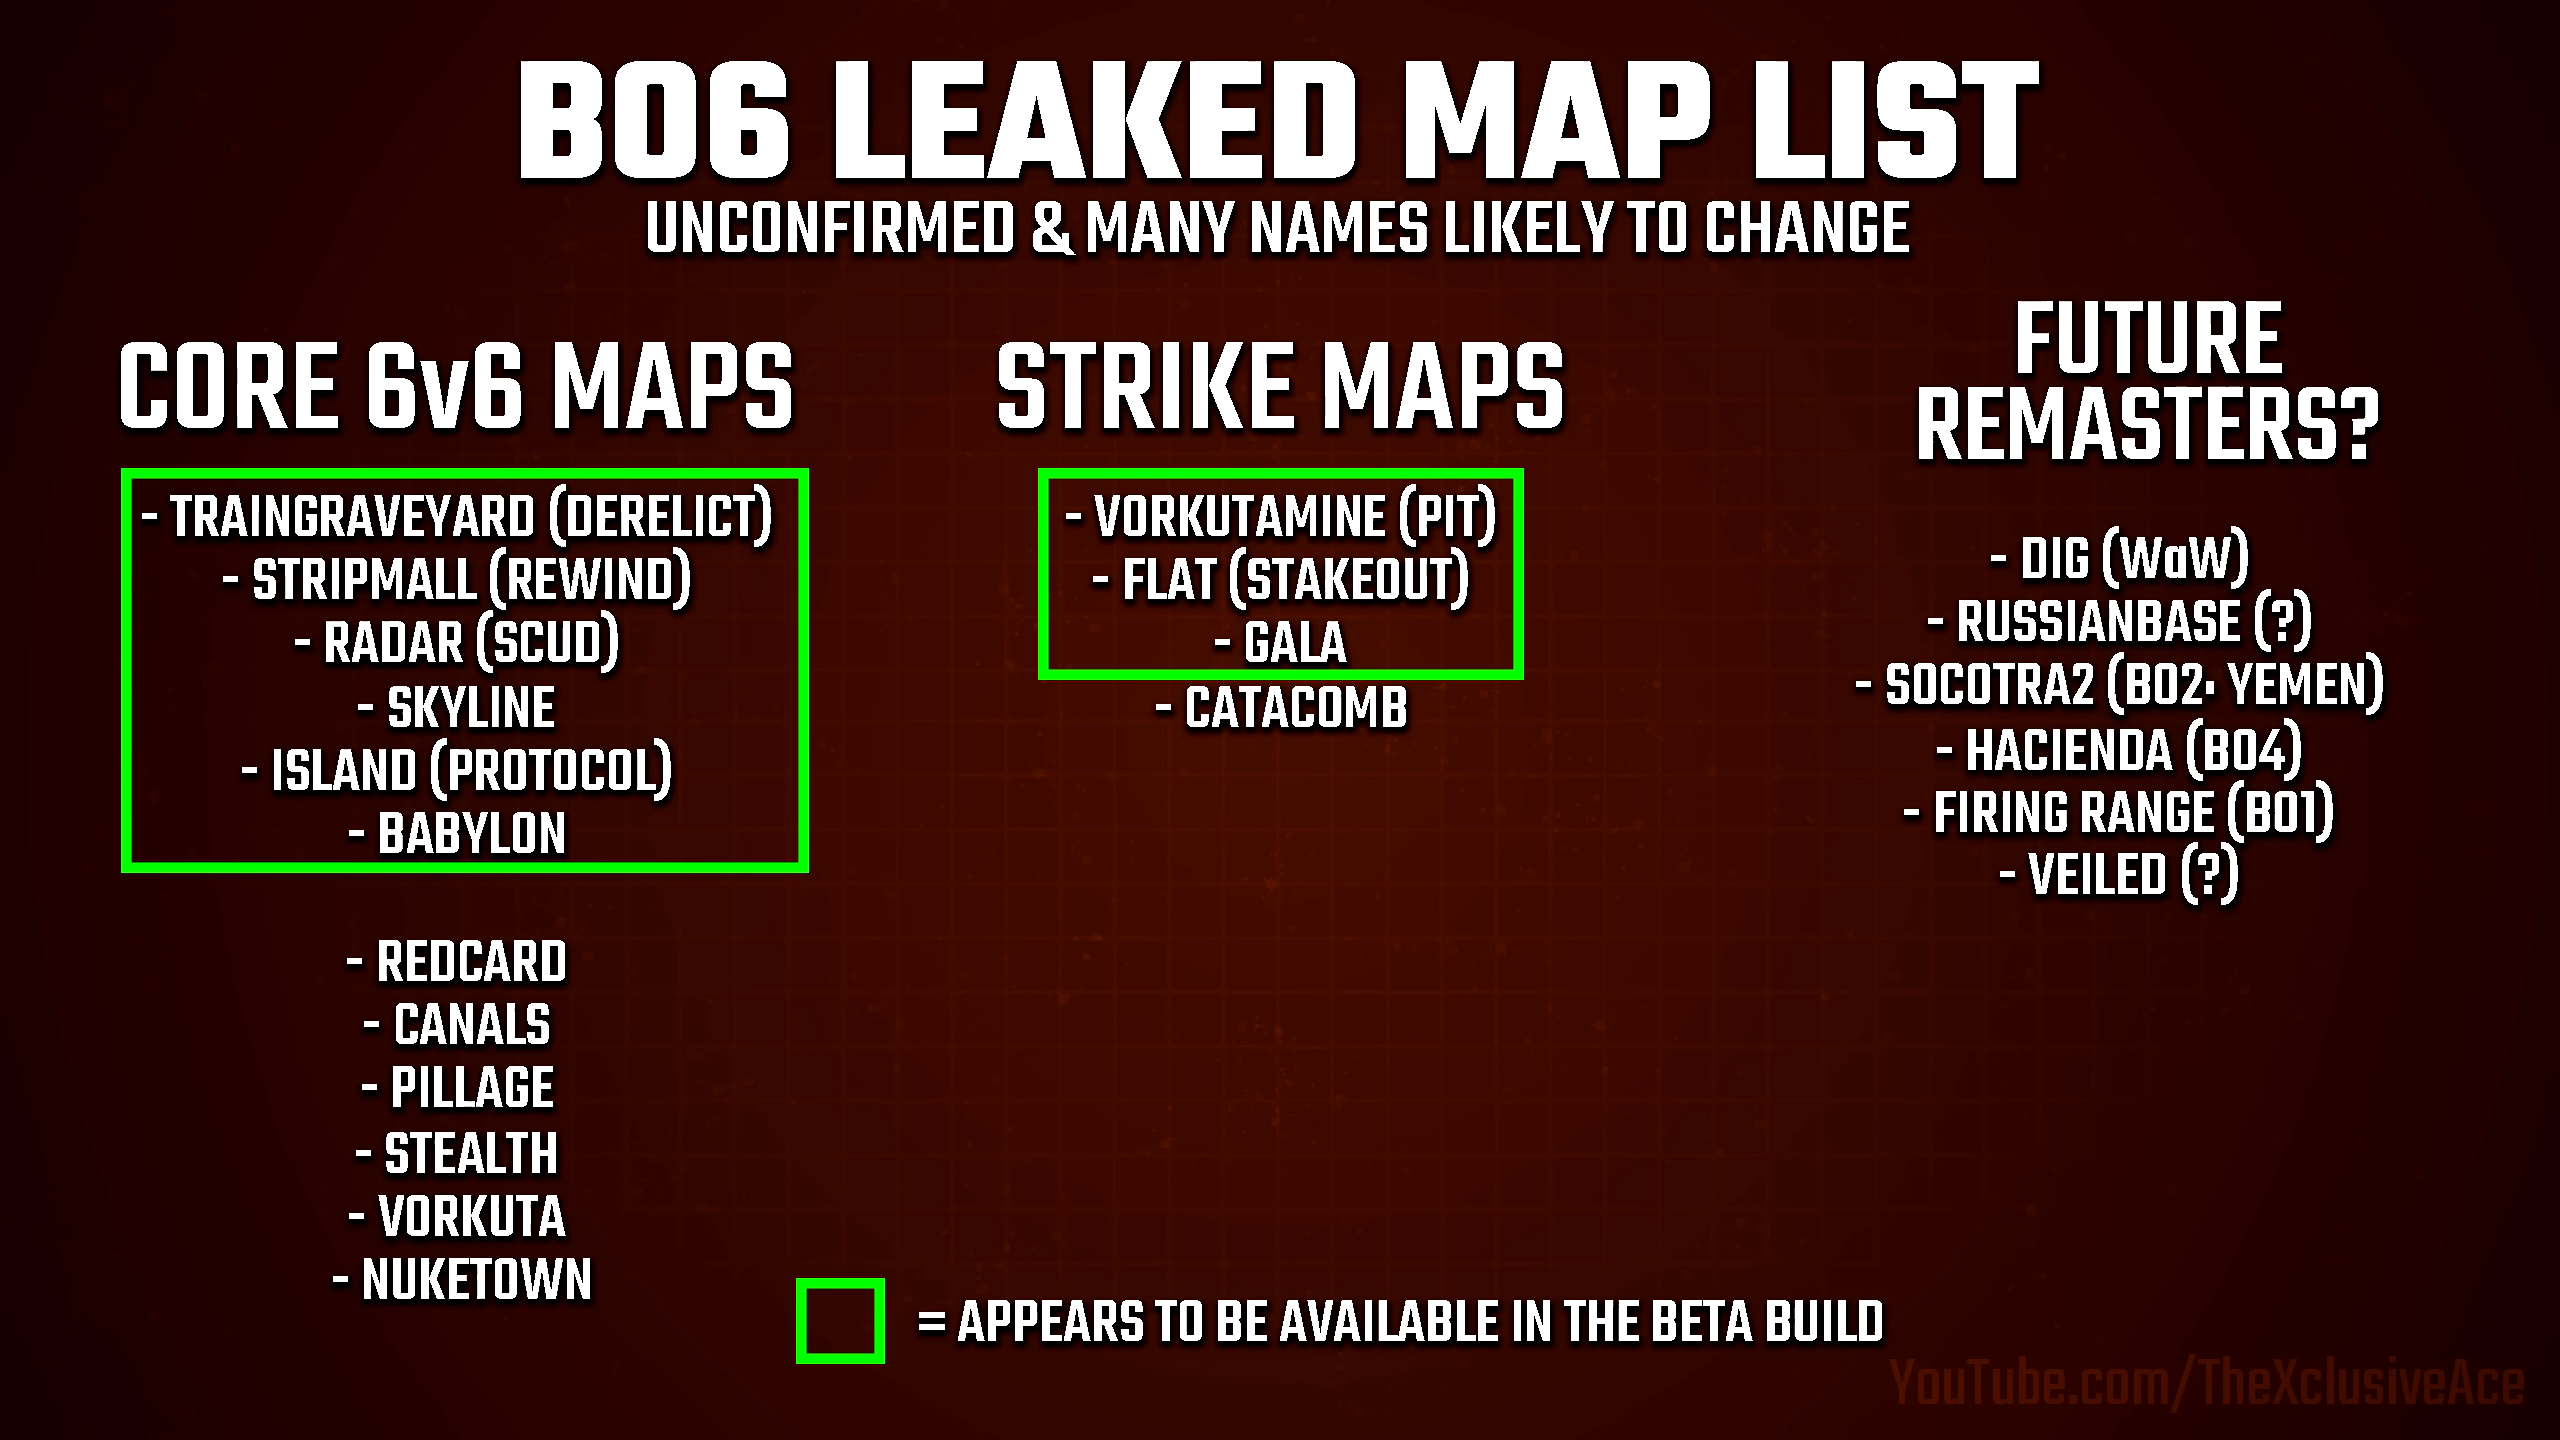 BO6 LEAKED MAP LIST
UNCONFIRMED & MANY NAMES LIKELY TO CHANGE
CORE 6v6 MAPS
- TRAINGRAVEYARD (DERELICT)
- STRIPMALL (REWIND)
- RADAR (SCUD)
- SKYLINE
- ISLAND (PROTOCOL)
- BABYLON
- REDCARD
- CANALS
- PILLAGE
- STEALTH
- VORKUTA
- NUKETOWN
STRIKE MAPS
- VORKUTAMINE (PIT)
- FLAT (STAKEOUT)
- GALA
- CATACOMB
FUTURE
REMASTERS?
- DIG (WaW)
- RUSSIANBASE (?)
- SOCOTRA2 (BO2: YEMEN)
- HACIENDA (BO4)
- FIRING RANGE (BO1)
- VEILED (?)
= APPEARS TO BE AVAILABLE IN THE BETA BUILD
YouTube.com/TheXclusiveAce